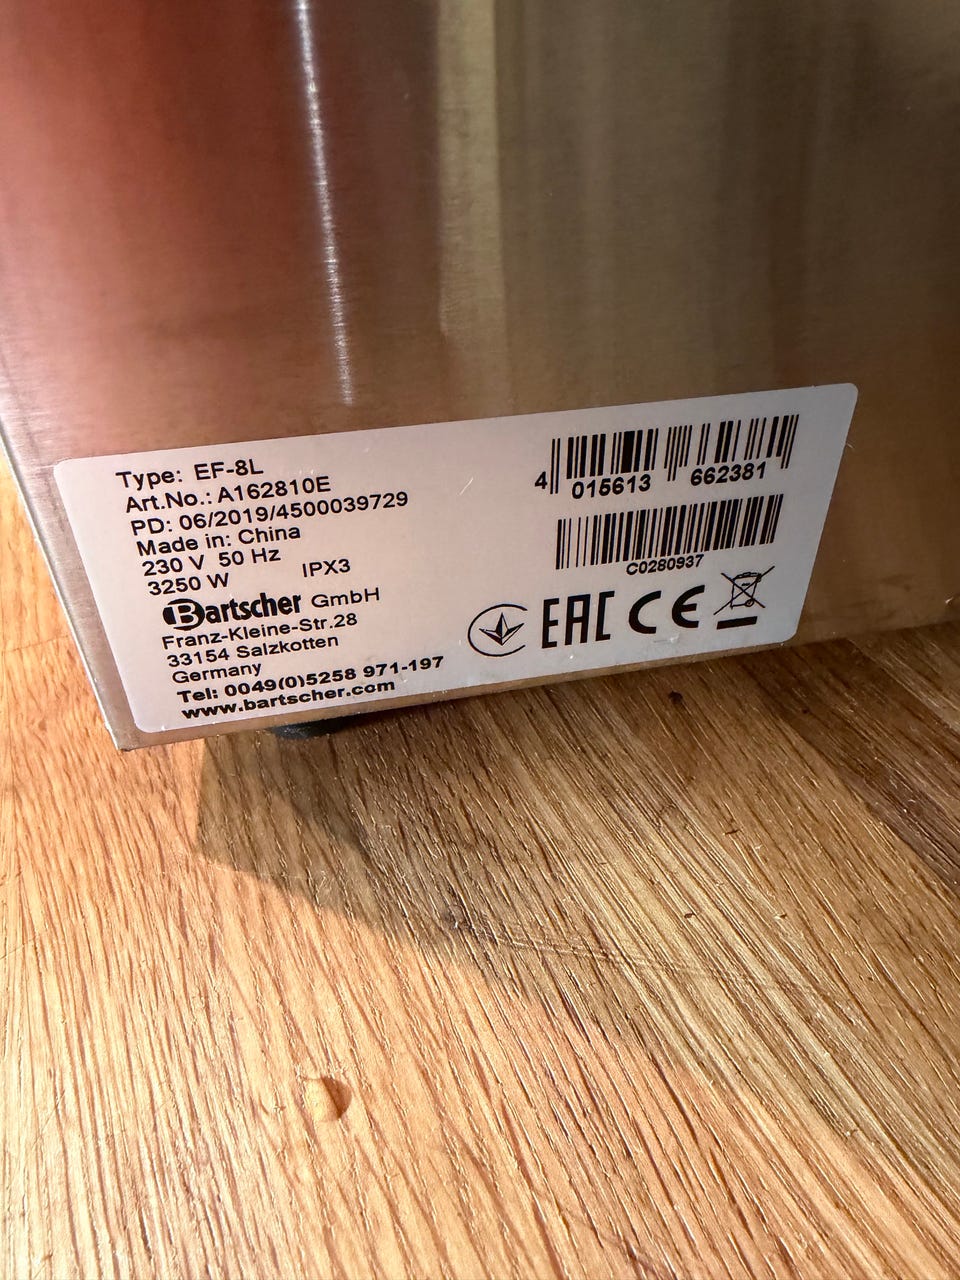 Type: EF-8L
Art.No.: A162810E
PD: 06/2019/4500039729
Made in: China
230 V 50 Hz
3250 W IPX3
Bartscher GmbH
Franz-Kleine-Str.28
33154 Salzkotten
Germany
Tel: 0049(0)5258 971-197
www.bartscher.com
4 015613 662381
C0280937
EAC CE